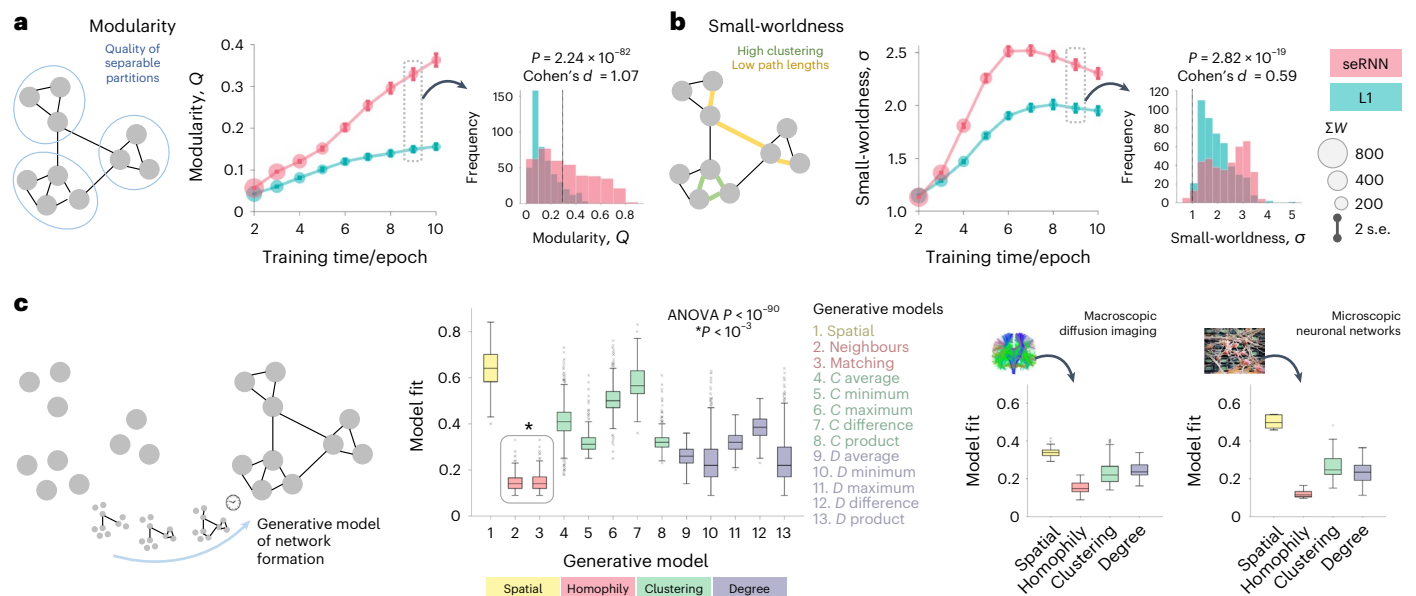 a
Modularity
Quality of
separable
partitions
Modularity, Q
0.4
0.3
0.2
0.1
0
2
4
6
8
10
Training time/epoch
P = 2.24 × 10⁻⁸²
Cohen's d = 1.07
Frequency
150
100
50
0
0
0.2
0.4
0.6
0.8
Modularity, Q
b
Small-worldness
High clustering
Low path lengths
Small-worldness, σ
2.5
2.0
1.5
1.0
2
4
6
8
10
Training time/epoch
P = 2.82 × 10⁻¹⁹
Cohen's d = 0.59
Frequency
120
100
80
60
40
20
0
1
2
3
4
5
Small-worldness, σ
seRNN
L1
ΣW
800
400
200
2 s.e.
c
Generative model
of network
formation
Model fit
0.8
0.6
0.4
0.2
0
ANOVA P < 10⁻⁹⁰
*P < 10⁻³
*
1 2 3 4 5 6 7 8 9 10 11 12 13
Generative model
Spatial Homophily Clustering Degree
Generative models
1. Spatial
2. Neighbours
3. Matching
4. C average
5. C minimum
6. C maximum
7. C difference
8. C product
9. D average
10. D minimum
11. D maximum
12. D difference
13. D product
Macroscopic
diffusion imaging
Model fit
0.6
0.4
0.2
0
Spatial
Homophily
Clustering
Degree
Microscopic
neuronal networks
Model fit
0.6
0.4
0.2
0
Spatial
Homophily
Clustering
Degree